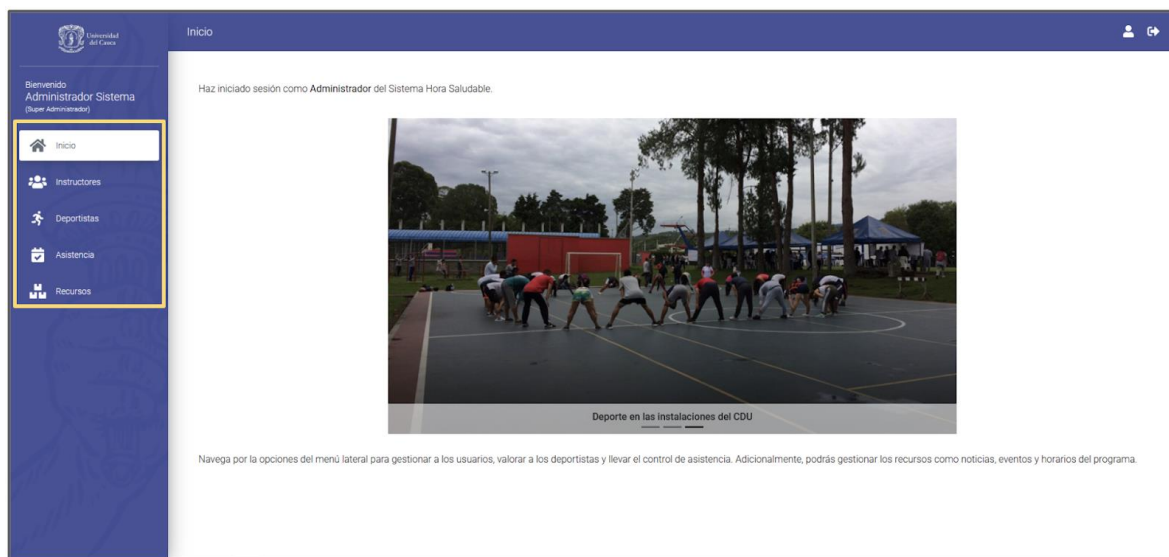 Universidad
del Cauca
Inicio
Bienvenido
Administrador Sistema
(Super Administrador)
Inicio
Instructores
Deportistas
Asistencia
Recursos
Haz iniciado sesión como Administrador del Sistema Hora Saludable.
Deporte en las instalaciones del CDU
Navega por la opciones del menú lateral para gestionar a los usuarios, valorar a los deportistas y llevar el control de asistencia. Adicionalmente, podrás gestionar los recursos como noticias, eventos y horarios del programa.